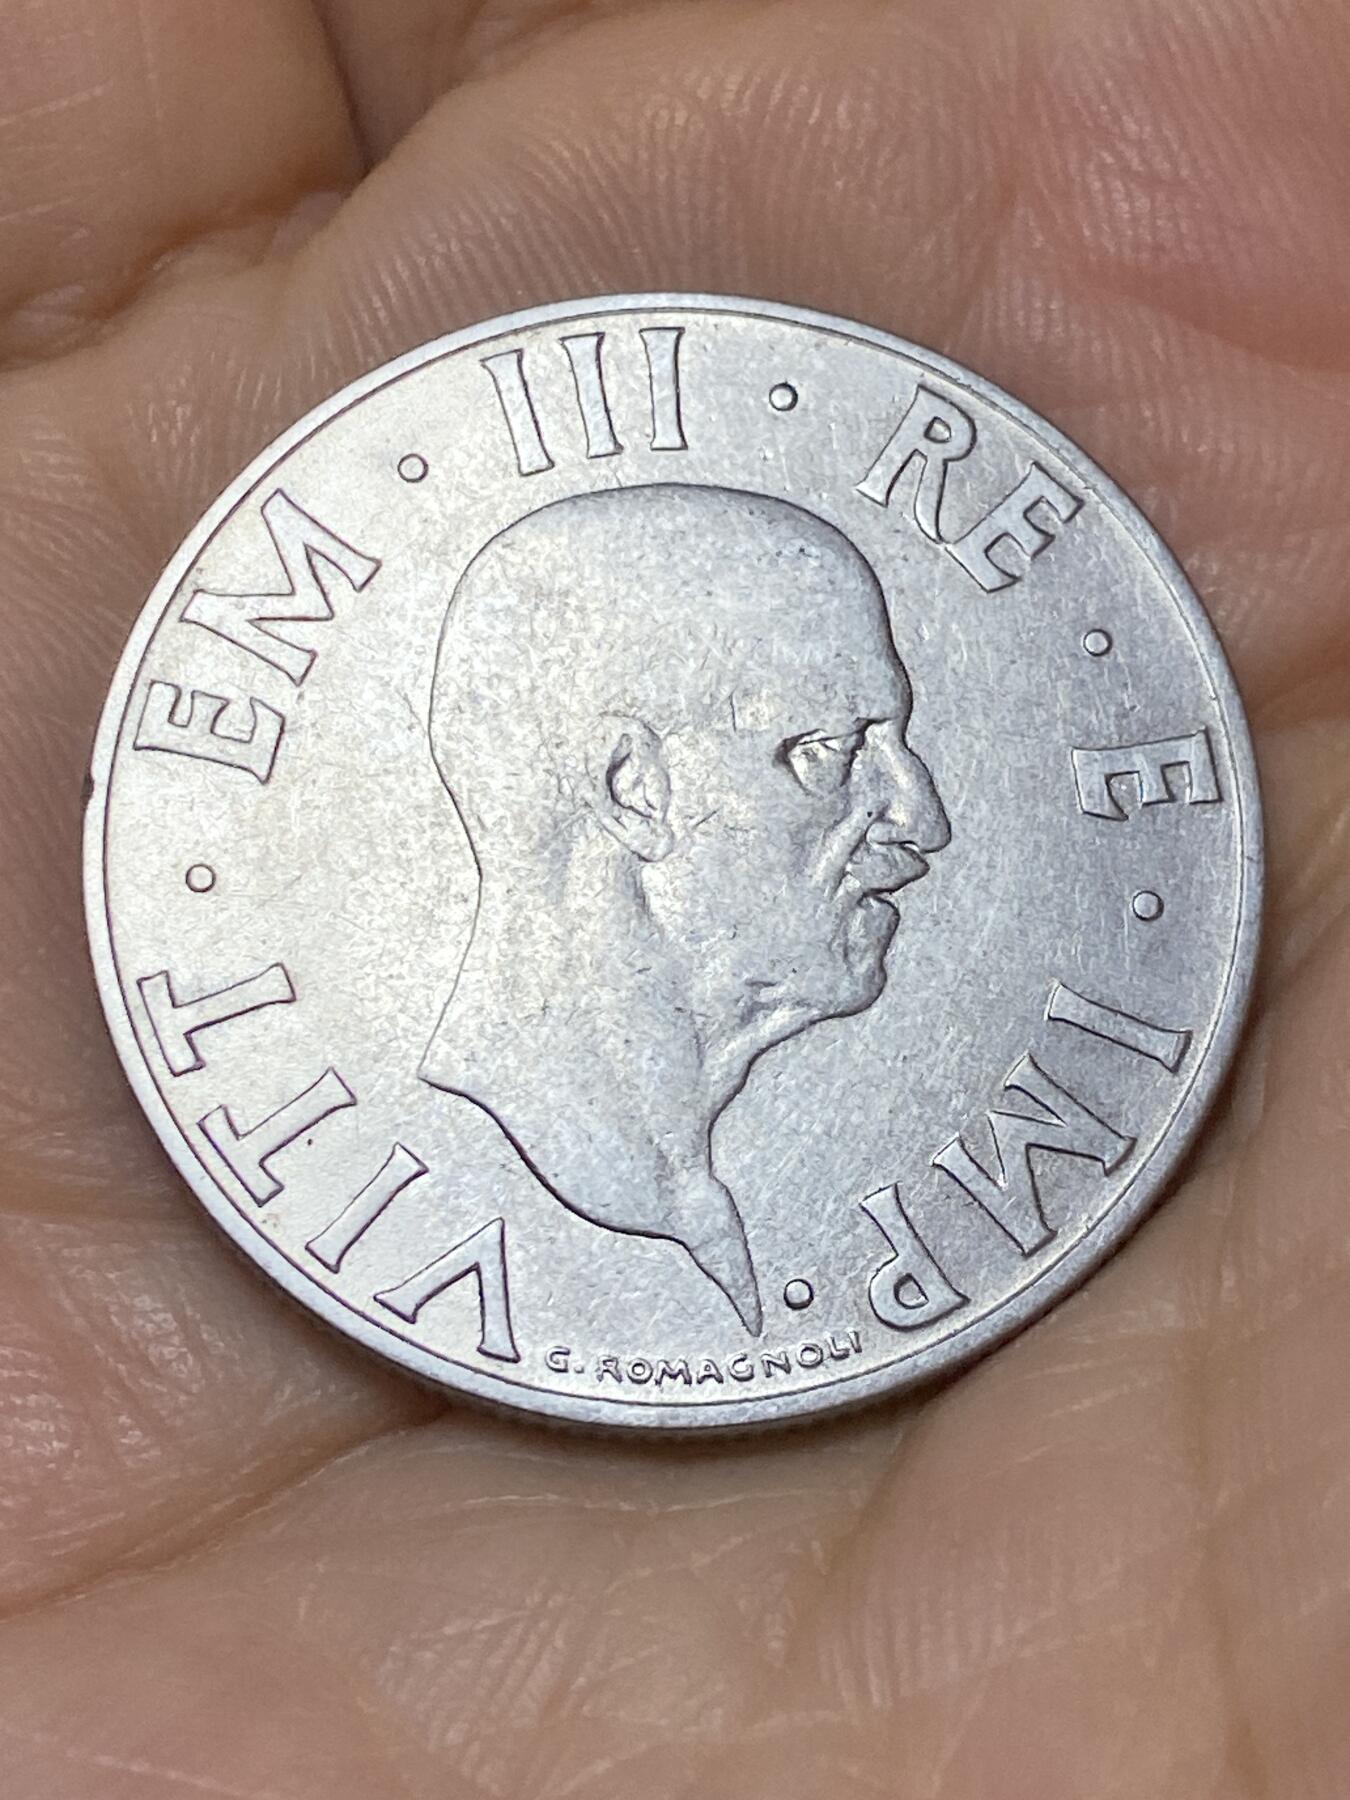 VITT · EM · III · RE · E · IMP ·
G. ROMAGNOLI